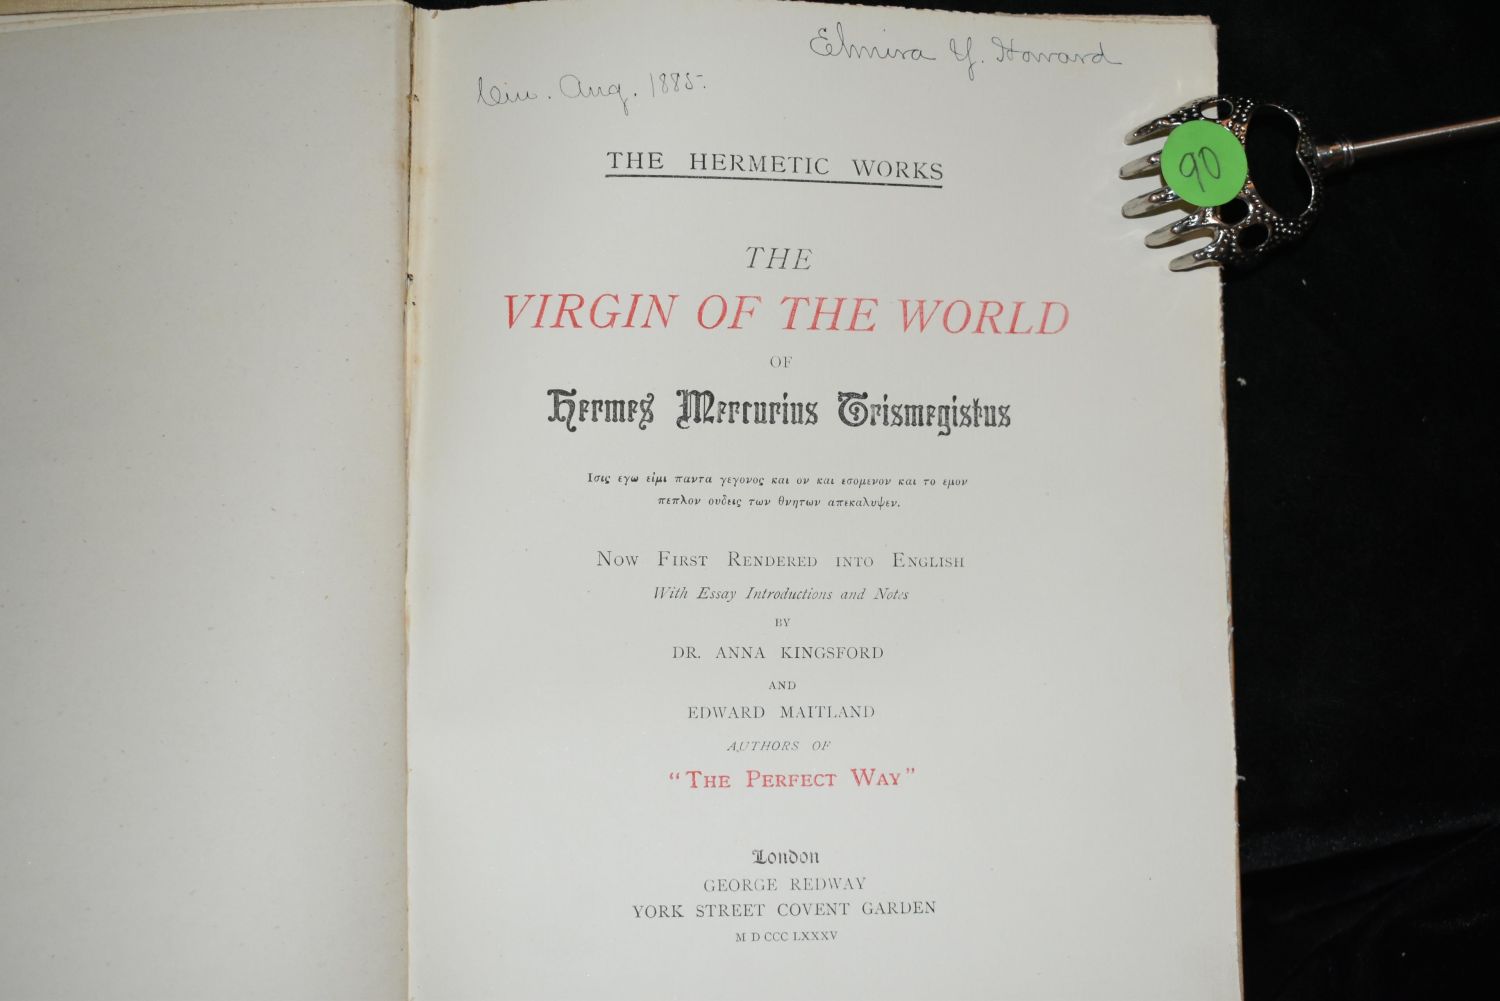 Elmira Y. Howard
Cin. Aug. 1885.
90
THE HERMETIC WORKS
THE
VIRGIN OF THE WORLD
OF
Hermes Mercurius Trismegistus
Ισις εγω ειμι παντα γεγονος και ον και εσομενον και το εμον
πεπλον ουδεις των θνητων απεκαλυψεν.
NOW FIRST RENDERED INTO ENGLISH
With Essay Introductions and Notes
BY
DR. ANNA KINGSFORD
AND
EDWARD MAITLAND
AUTHORS OF
"THE PERFECT WAY"
London
GEORGE REDWAY
YORK STREET COVENT GARDEN
M D CCC LXXXV